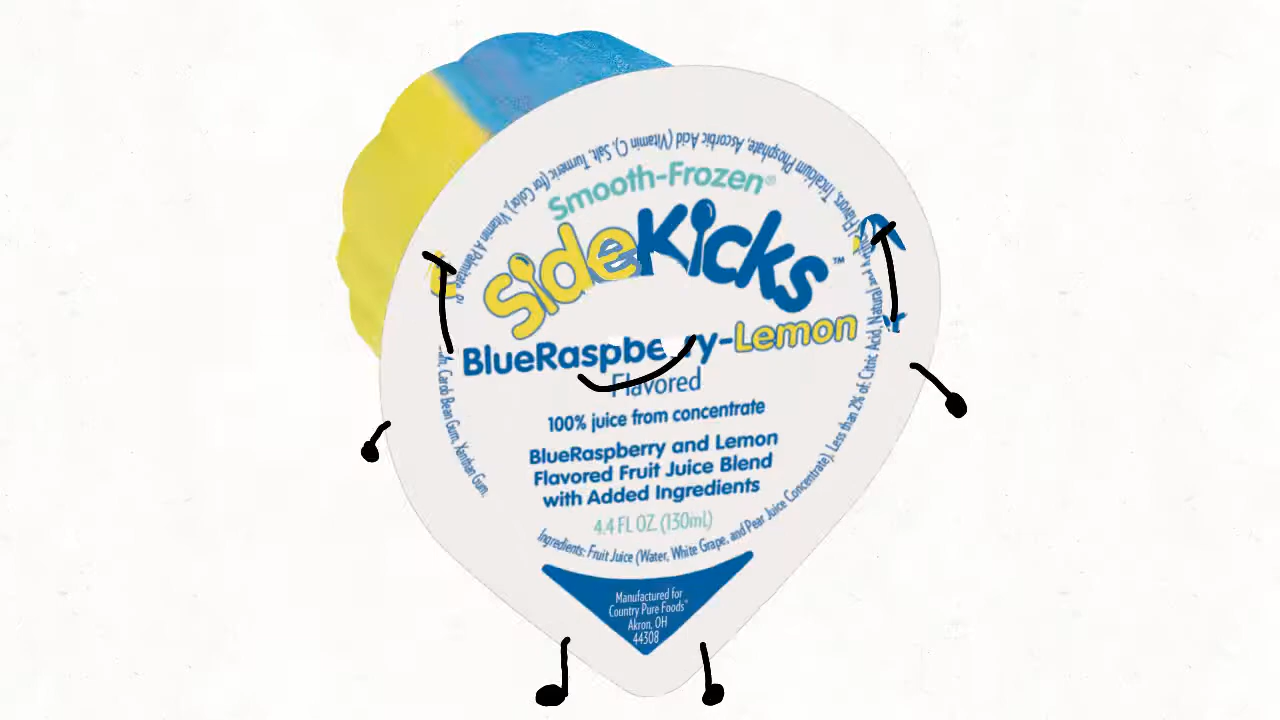 Smooth-Frozen®
SideKicks™
BlueRaspbe y-Lemon
Flavored
100% juice from concentrate
BlueRaspberry and Lemon
Flavored Fruit Juice Blend
with Added Ingredients
4.4 FL OZ (130mL)
Ingredients: Fruit Juice (Water, White Grape, and Pear Juice Concentrate), Less than 2% of: Citric Acid, Natural and Flavors, Tricalcium Phosphate, Ascorbic Acid (Vitamin C), Salt, Turmeric (for Color), Vitamin A Palmitate,
Carob Bean Gum, Xanthan Gum.
Manufactured for
Country Pure Foods®
Akron, OH
44308